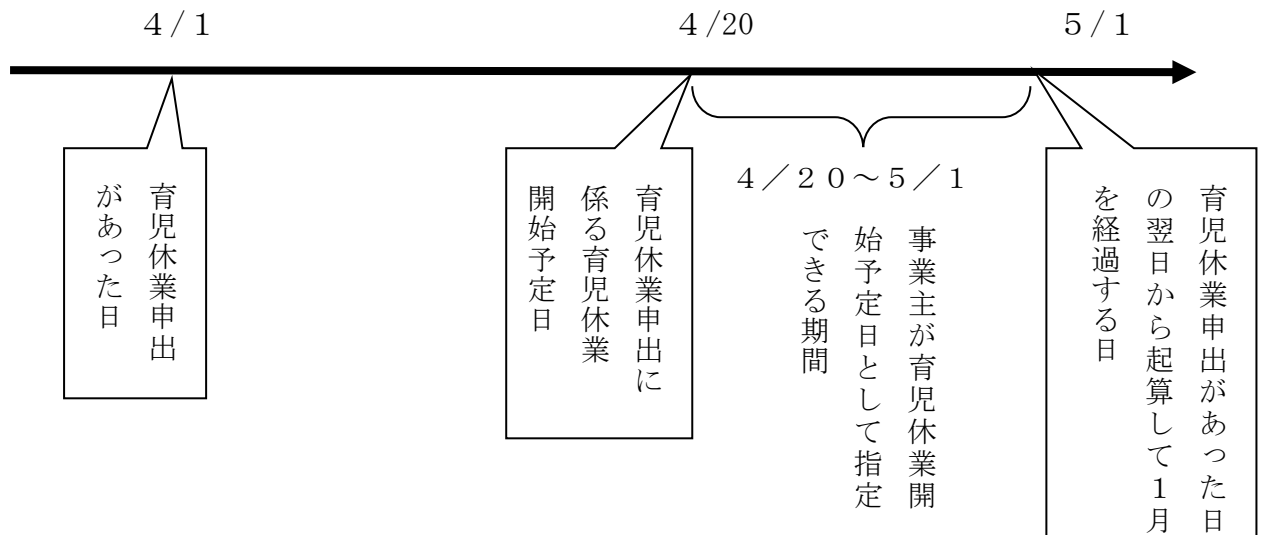 ４/１
４/20
５/１
育児休業申出
があった日
育児休業申出に
係る育児休業
開始予定日
４／２０～５/１
事業主が育児休業開
始予定日として指定
できる期間
育児休業申出があった日
の翌日から起算して１月
を経過する日